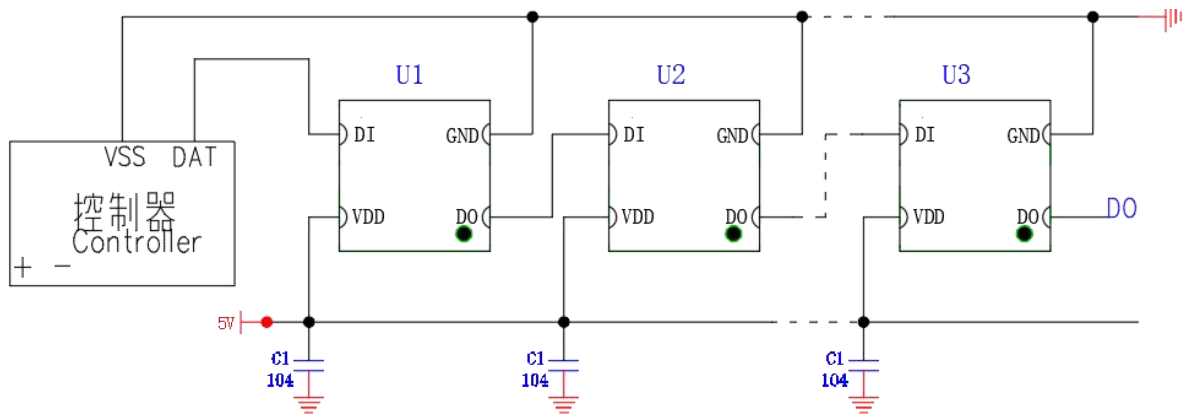 U1
U2
U3
VSS DAT
控制器
Controller
+ -
DI
GND
VDD
DO
DI
GND
VDD
DO
DI
GND
VDD
DO
DO
5V
C1
104
C1
104
C1
104